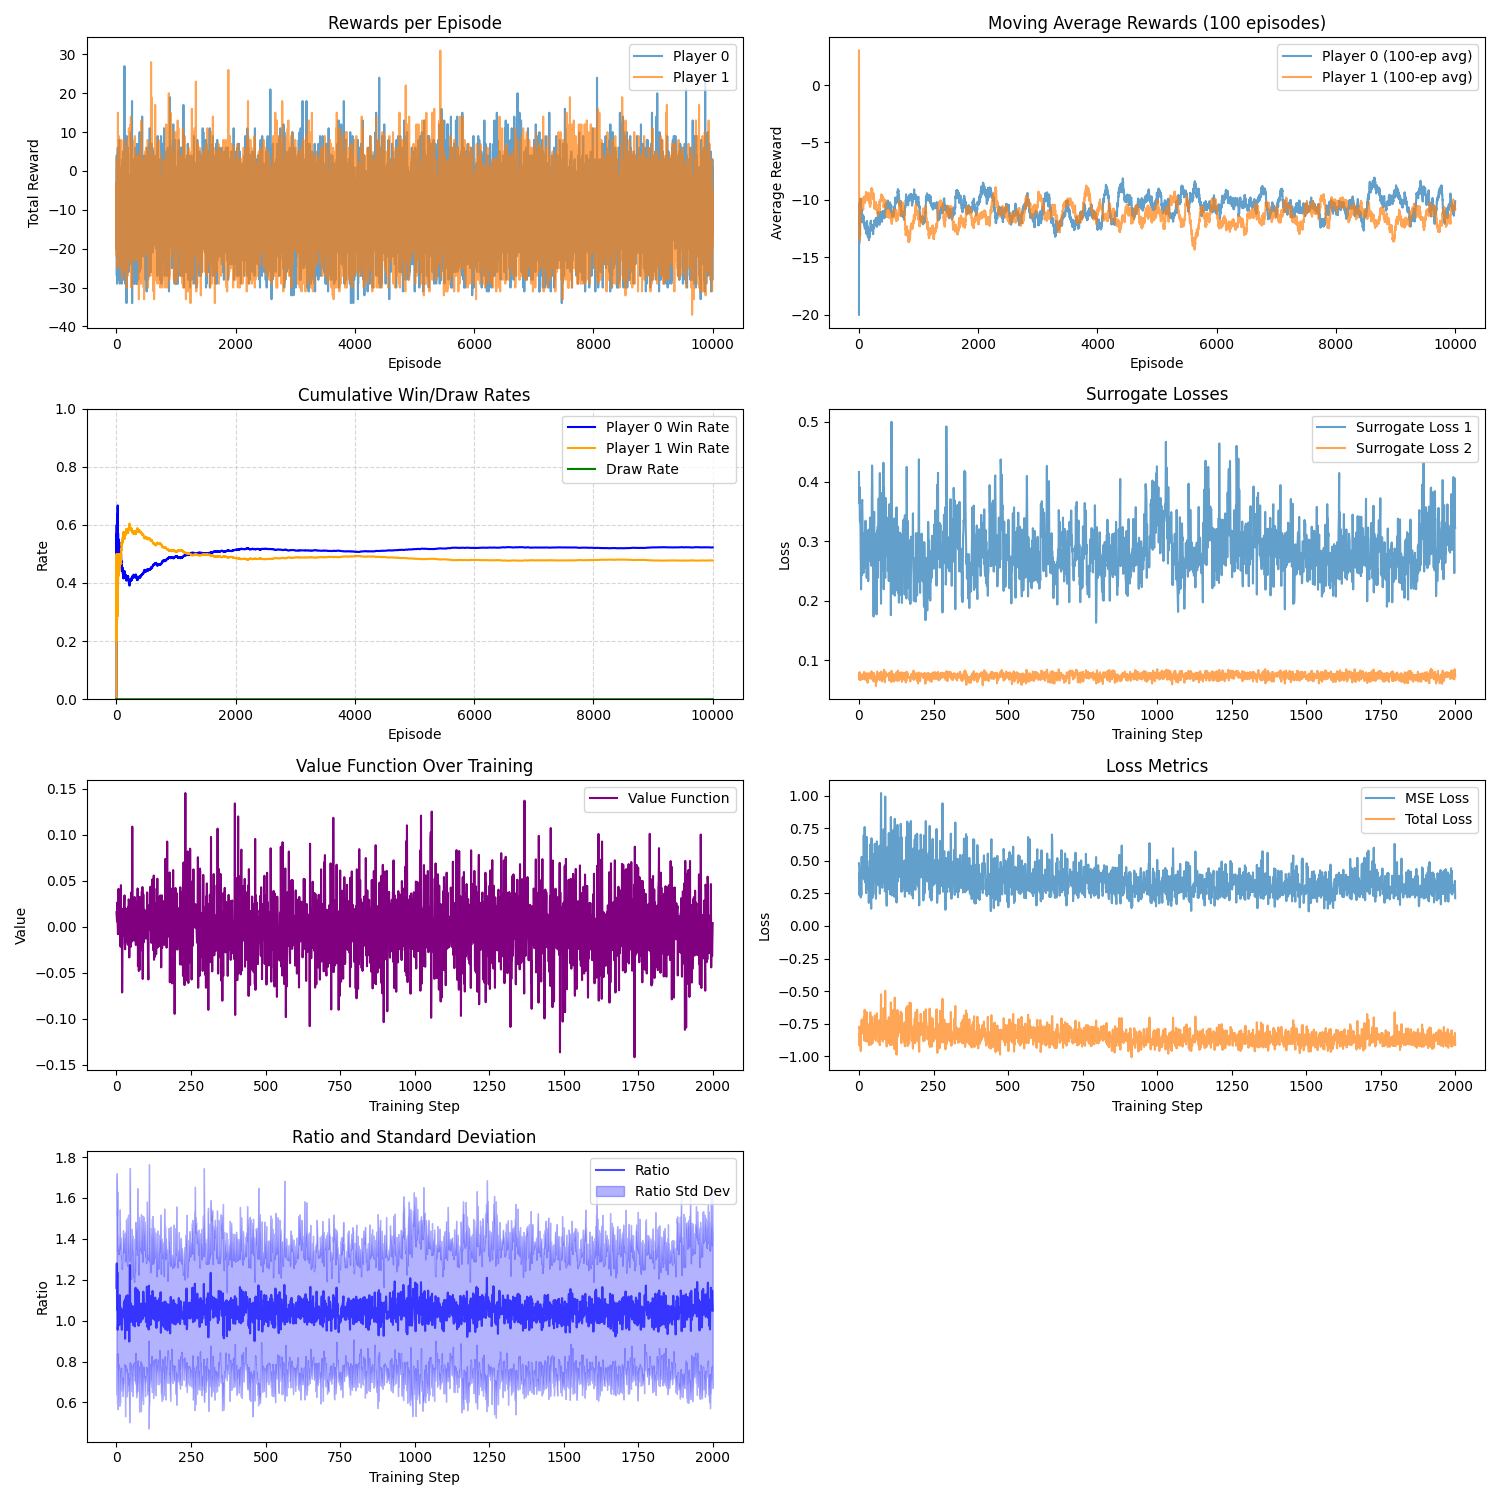 Rewards per Episode
Total Reward
30
20
10
0
−10
−20
−30
−40
Player 0
Player 1
0 2000 4000 6000 8000 10000
Episode
Moving Average Rewards (100 episodes)
Average Reward
0
−5
−10
−15
−20
Player 0 (100-ep avg)
Player 1 (100-ep avg)
0 2000 4000 6000 8000 10000
Episode
Cumulative Win/Draw Rates
Rate
1.0
0.8
0.6
0.4
0.2
0.0
Player 0 Win Rate
Player 1 Win Rate
Draw Rate
0 2000 4000 6000 8000 10000
Episode
Surrogate Losses
Loss
0.5
0.4
0.3
0.2
0.1
Surrogate Loss 1
Surrogate Loss 2
0 250 500 750 1000 1250 1500 1750 2000
Training Step
Value Function Over Training
Value
0.15
0.10
0.05
0.00
−0.05
−0.10
−0.15
Value Function
0 250 500 750 1000 1250 1500 1750 2000
Training Step
Loss Metrics
Loss
1.00
0.75
0.50
0.25
0.00
−0.25
−0.50
−0.75
−1.00
MSE Loss
Total Loss
0 250 500 750 1000 1250 1500 1750 2000
Training Step
Ratio and Standard Deviation
Ratio
1.8
1.6
1.4
1.2
1.0
0.8
0.6
Ratio
Ratio Std Dev
0 250 500 750 1000 1250 1500 1750 2000
Training Step